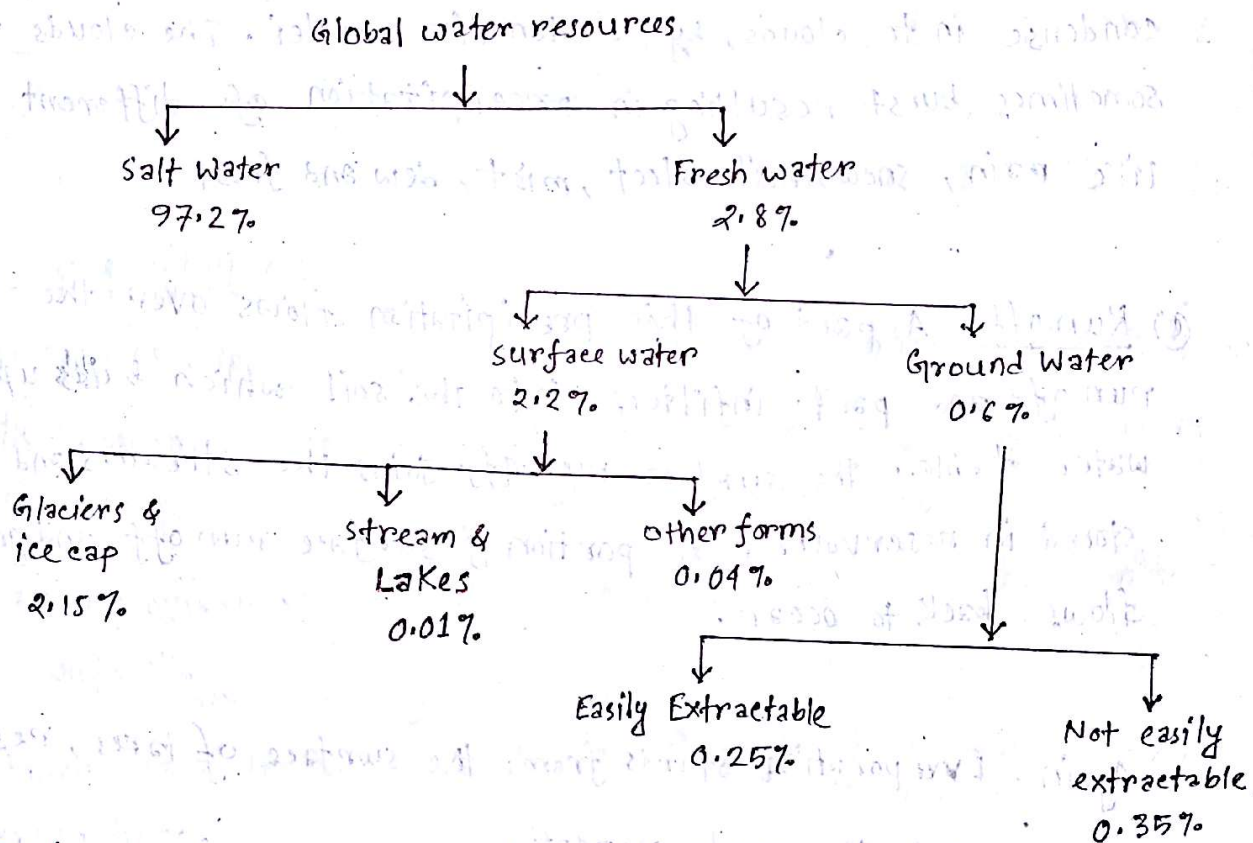 Global water resources
Salt Water Fresh water
97.2% 2.8%
surface water Ground Water
2.2% 0.6%
Glaciers & stream & other forms
ice cap Lakes 0.04%
2.15% 0.01%
Easily Extractable Not easily
0.25% extractable
0.35%